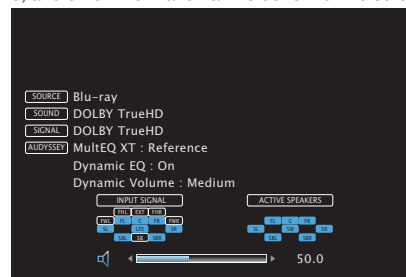 SOURCE Blu-ray
SOUND DOLBY TrueHD
SIGNAL DOLBY TrueHD
AUDYSSEY MultEQ XT : Reference
Dynamic EQ : On
Dynamic Volume : Medium
INPUT SIGNAL ACTIVE SPEAKERS
FHL EXT FHR
FWL FL C FR FWR FL C FR
SL LFE SR SL SW SR
SBL SB SBR SBL SBR
50.0